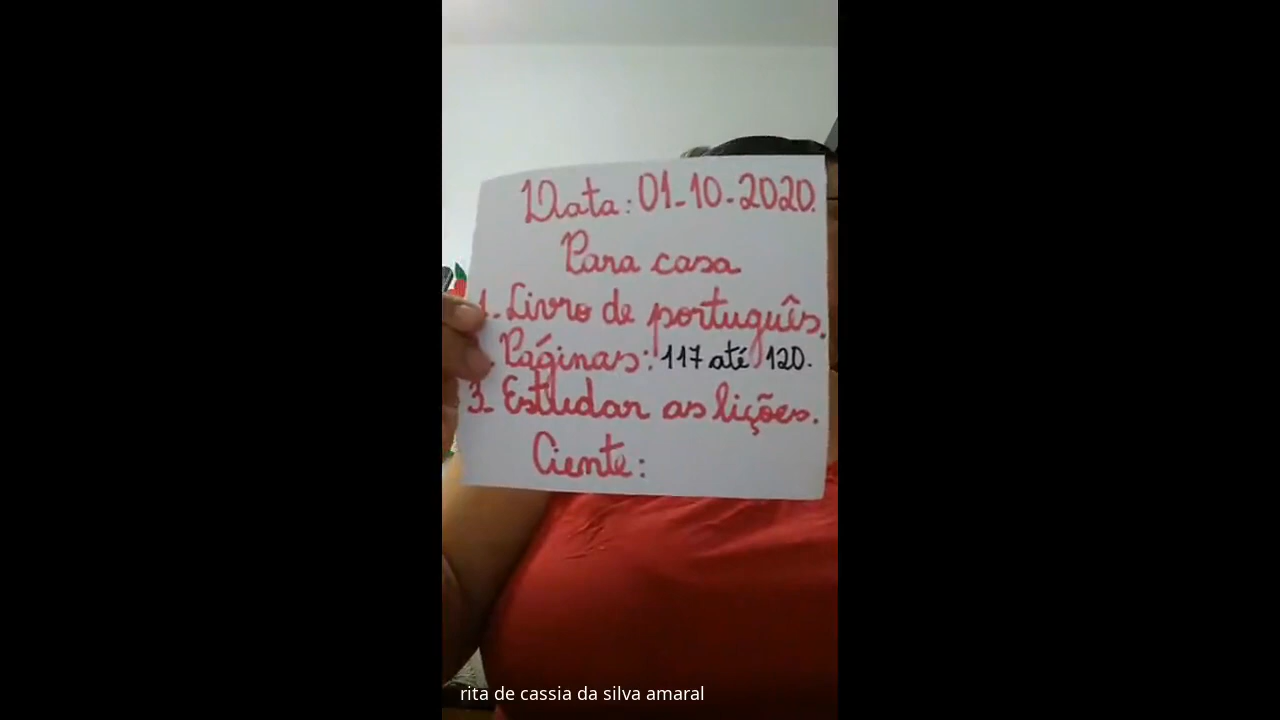 Data: 01-10-2020.
Para casa
1. Livro de português.
. Páginas: 117 até 120.
3- Estudar as lições.
Ciente:
rita de cassia da silva amaral